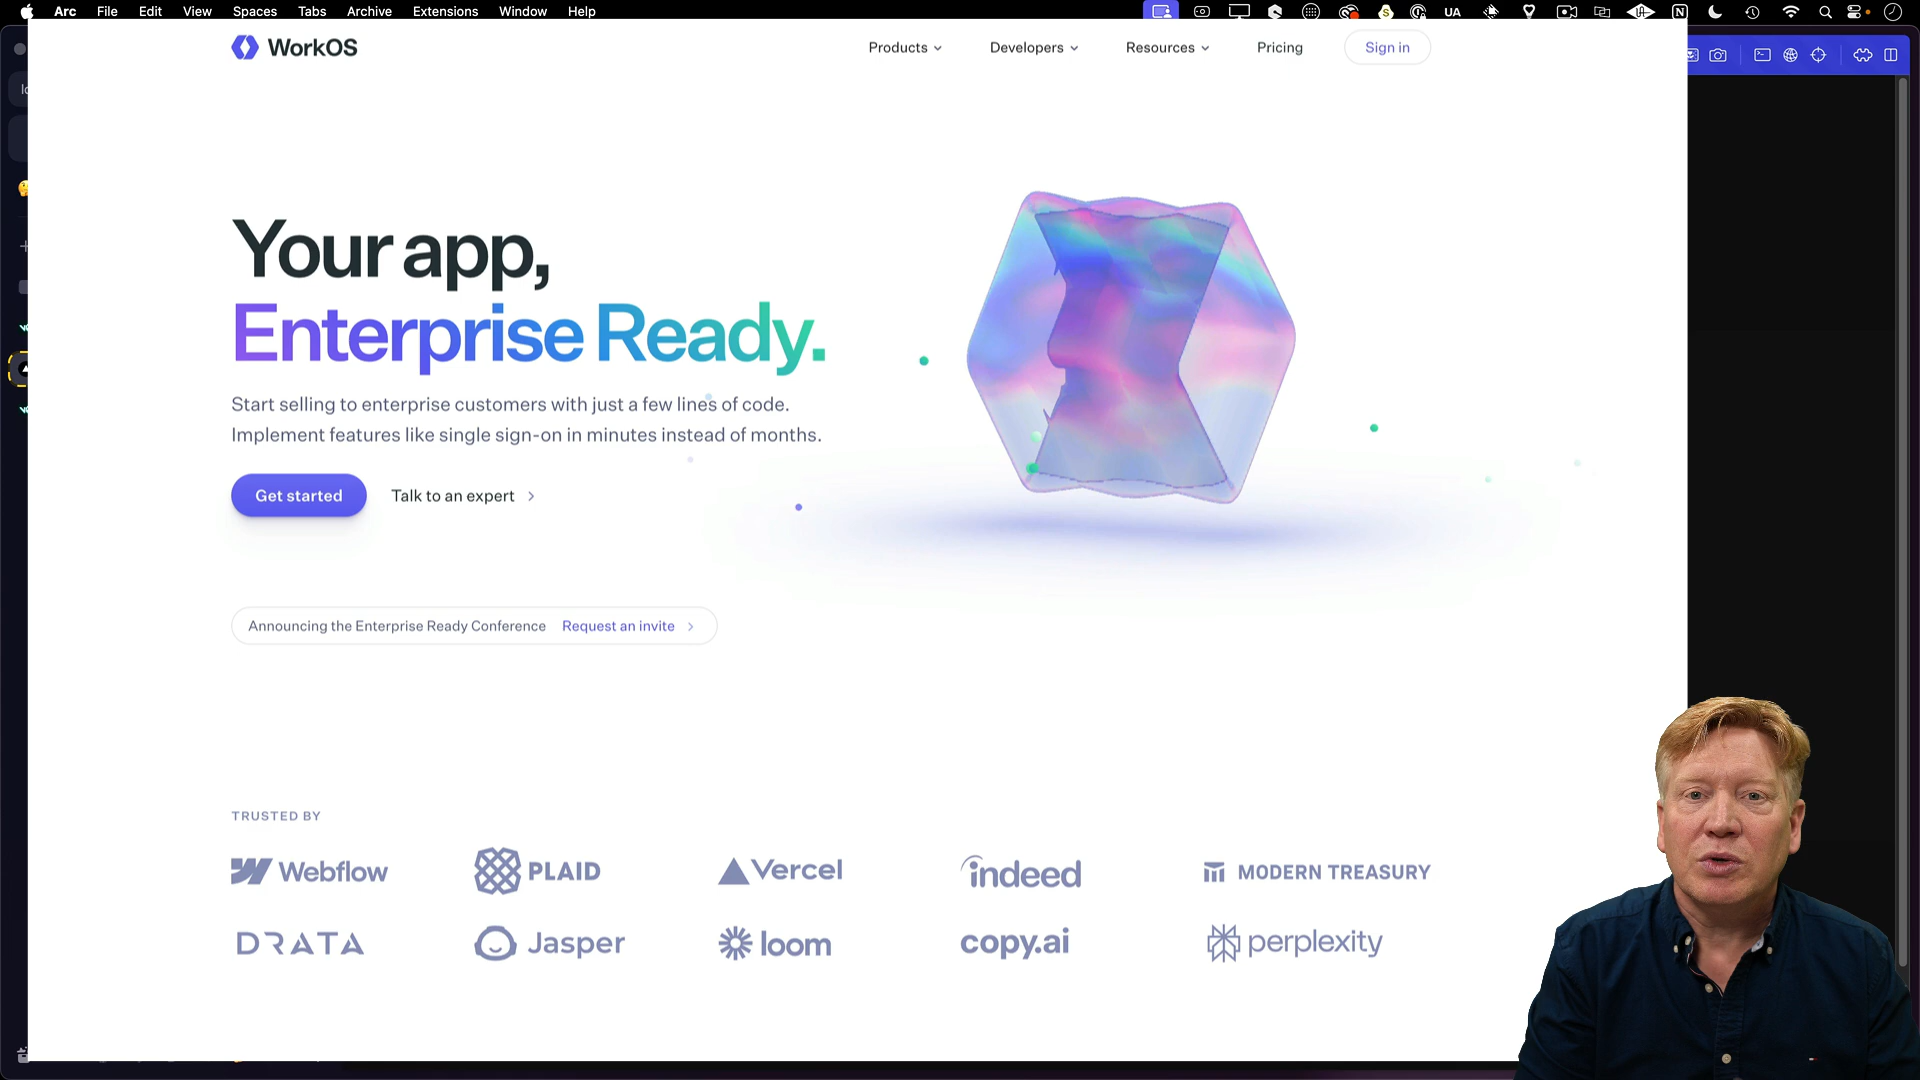 Arc File Edit View Spaces Tabs Archive Extensions Window Help
UA
WorkOS
Products Developers Resources Pricing Sign in
Your app,
Enterprise Ready.
Start selling to enterprise customers with just a few lines of code.
Implement features like single sign-on in minutes instead of months.
Get started Talk to an expert
Announcing the Enterprise Ready Conference Request an invite
TRUSTED BY
Webflow PLAID Vercel indeed MODERN TREASURY
DRATA Jasper loom copy.ai perplexity